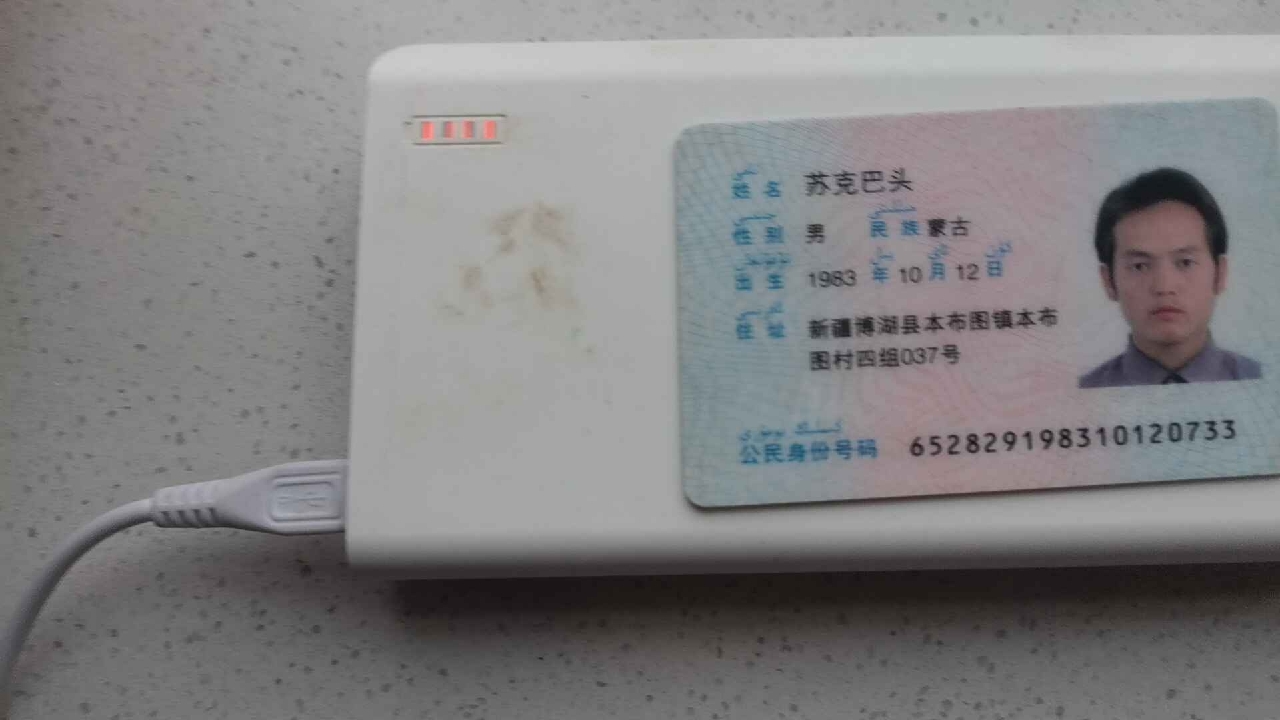 姓名 苏克巴头
性别 男 民族 蒙古
出生 1983 年 10 月 12 日
住址 新疆博湖县本布图镇本布
图村四组037号
公民身份号码 652829198310120733